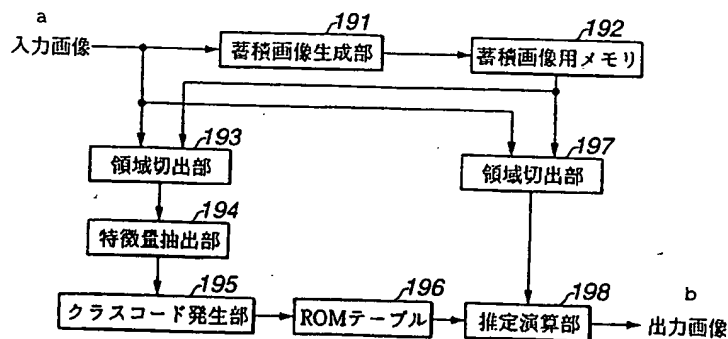 a
入力画像
191
蓄積画像生成部
192
蓄積画像用メモリ
193
領域切出部
197
領域切出部
194
特徴量抽出部
195
クラスコード発生部
196
ROMテーブル
198
推定演算部
b
出力画像